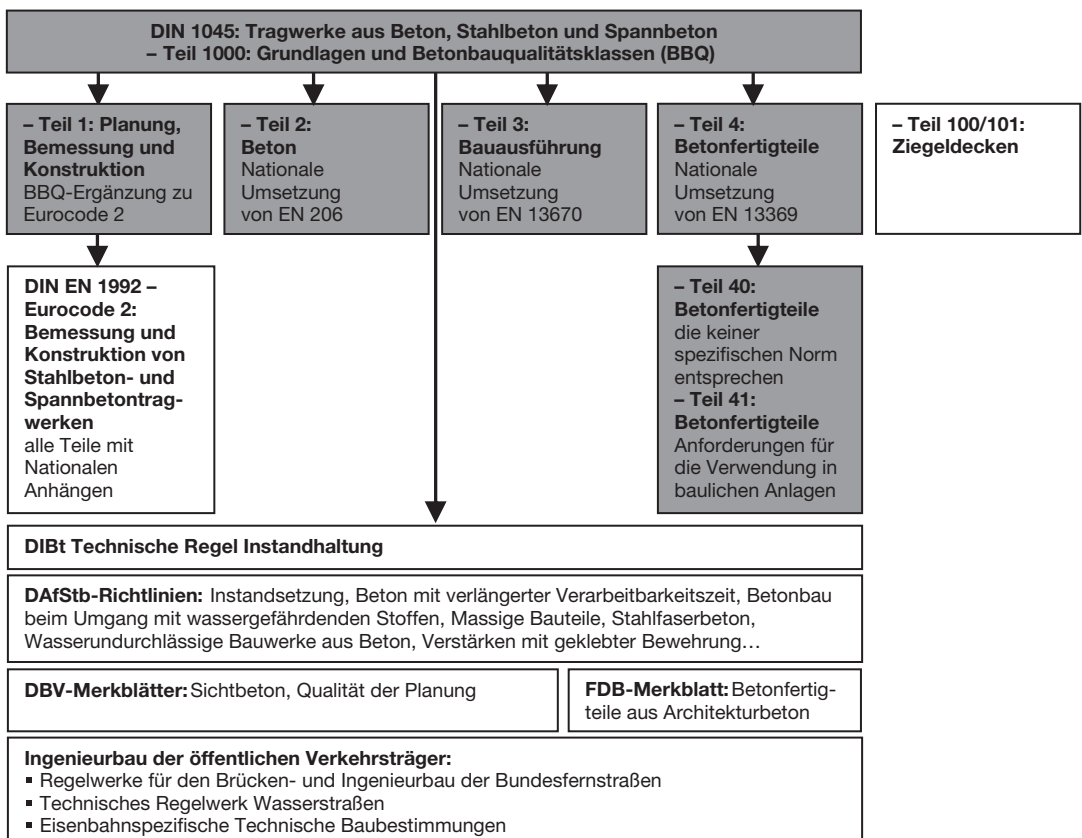 DIN 1045: Tragwerke aus Beton, Stahlbeton und Spannbeton
– Teil 1000: Grundlagen und Betonbauqualitätsklassen (BBQ)
– Teil 1: Planung,
Bemessung und
Konstruktion
BBQ-Ergänzung zu
Eurocode 2
– Teil 2:
Beton
Nationale
Umsetzung
von EN 206
– Teil 3:
Bauausführung
Nationale
Umsetzung
von EN 13670
– Teil 4:
Betonfertigteile
Nationale
Umsetzung
von EN 13369
– Teil 100/101:
Ziegeldecken
DIN EN 1992 –
Eurocode 2:
Bemessung und
Konstruktion von
Stahlbeton- und
Spannbetontrag-
werken
alle Teile mit
Nationalen
Anhängen
– Teil 40:
Betonfertigteile
die keiner
spezifischen Norm
entsprechen
– Teil 41:
Betonfertigteile
Anforderungen für
die Verwendung in
baulichen Anlagen
DIBt Technische Regel Instandhaltung
DAfStb-Richtlinien: Instandsetzung, Beton mit verlängerter Verarbeitbarkeitszeit, Betonbau
beim Umgang mit wassergefährdenden Stoffen, Massige Bauteile, Stahlfaserbeton,
Wasserundurchlässige Bauwerke aus Beton, Verstärken mit geklebter Bewehrung…
DBV-Merkblätter: Sichtbeton, Qualität der Planung
FDB-Merkblatt: Betonfertig-
teile aus Architekturbeton
Ingenieurbau der öffentlichen Verkehrsträger:
▪ Regelwerke für den Brücken- und Ingenieurbau der Bundesfernstraßen
▪ Technisches Regelwerk Wasserstraßen
▪ Eisenbahnspezifische Technische Baubestimmungen